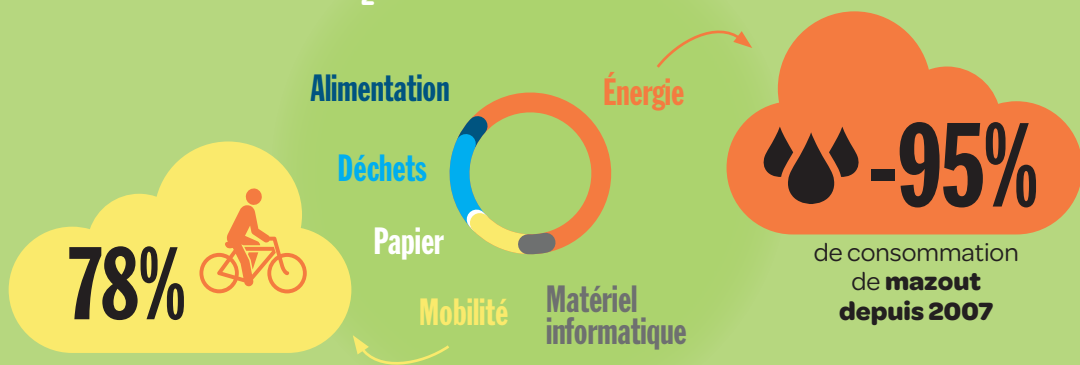 Alimentation
Énergie
Déchets
Papier
Mobilité
Matériel
informatique
78%
-95%
de consommation
de mazout
depuis 2007